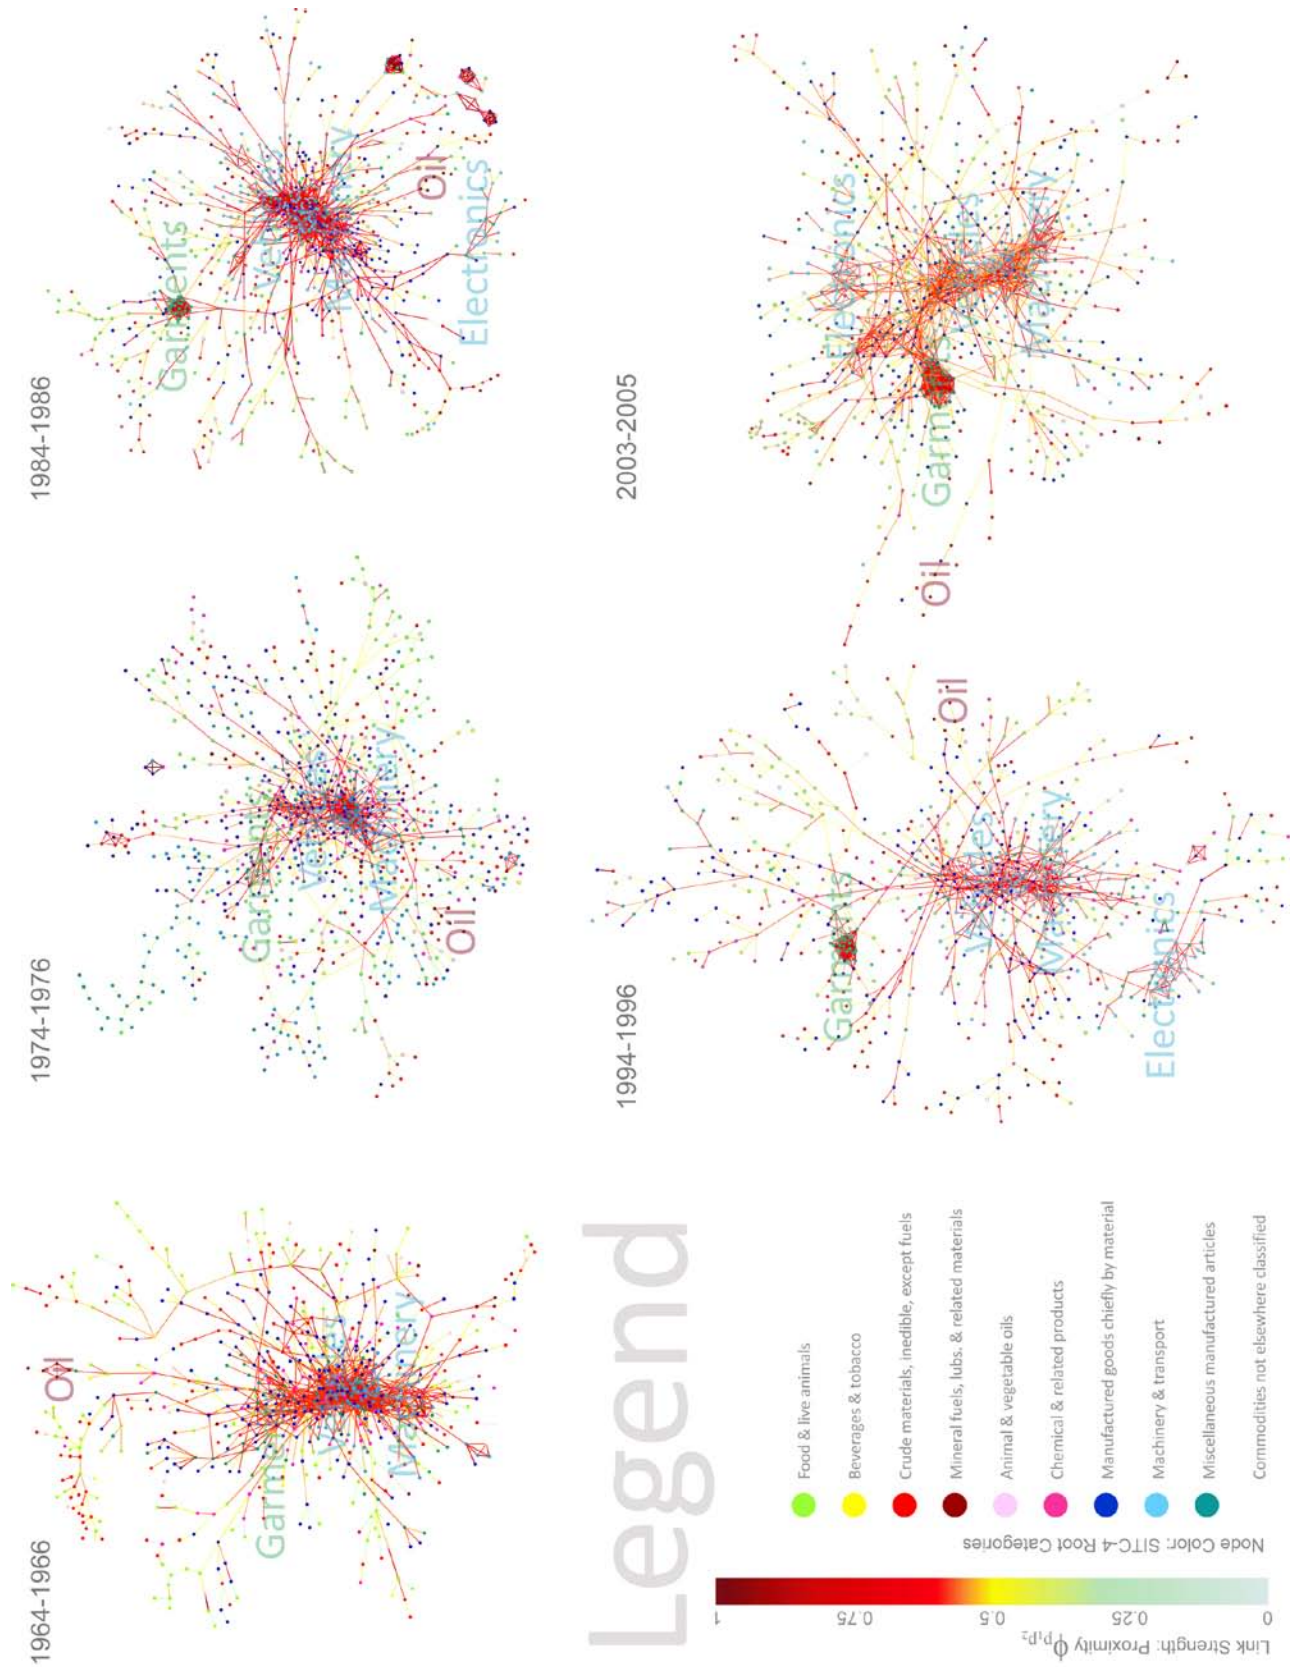 1964-1966
Oil
Garments
Vehicles
Machinery
1974-1976
Garments
Vehicles
Machinery
Oil
1984-1986
Garments
Vehicles
Machinery
Oil
Electronics
Legend
Food & live animals
Beverages & tobacco
Crude materials, inedible, except fuels
Mineral fuels, lubs. & related materials
Animal & vegetable oils
Chemical & related products
Manufactured goods chiefly by material
Machinery & transport
Miscellaneous manufactured articles
Commodities not elsewhere classified
Node Color: SITC-4 Root Categories
1
0.75
0.5
0.25
0
Link Strength: Proximity ϕp₁p₂
1994-1996
Garments
Vehicles
Machinery
Oil
Electronics
2003-2005
Electronics
Garments
Vehicles
Machinery
Oil